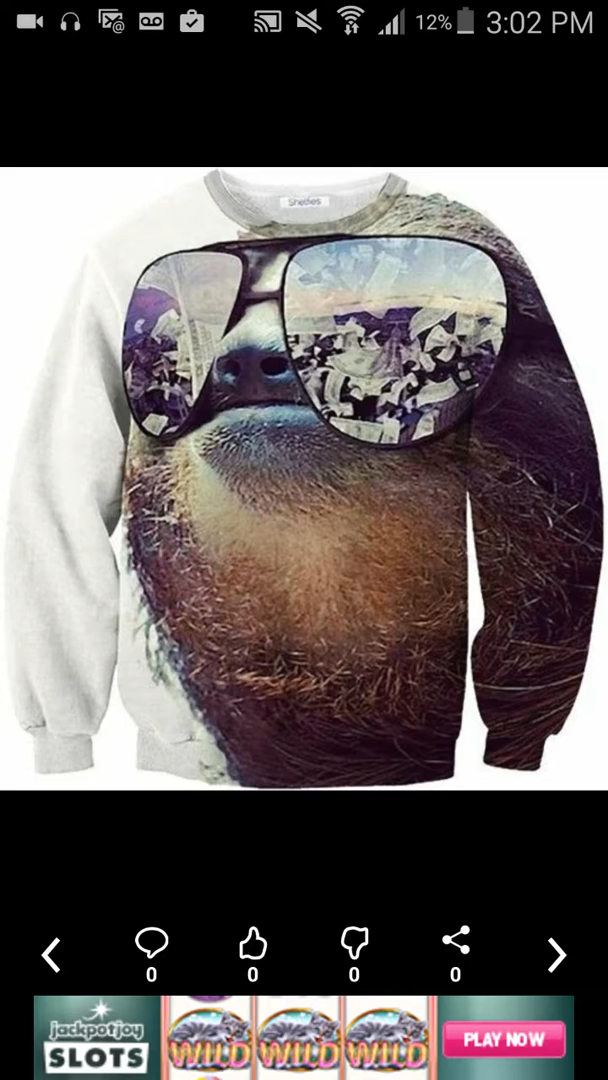 12% 3:02 PM
Shelfies
0 0 0 0
jackpotjoy
SLOTS
WILD WILD WILD
PLAY NOW